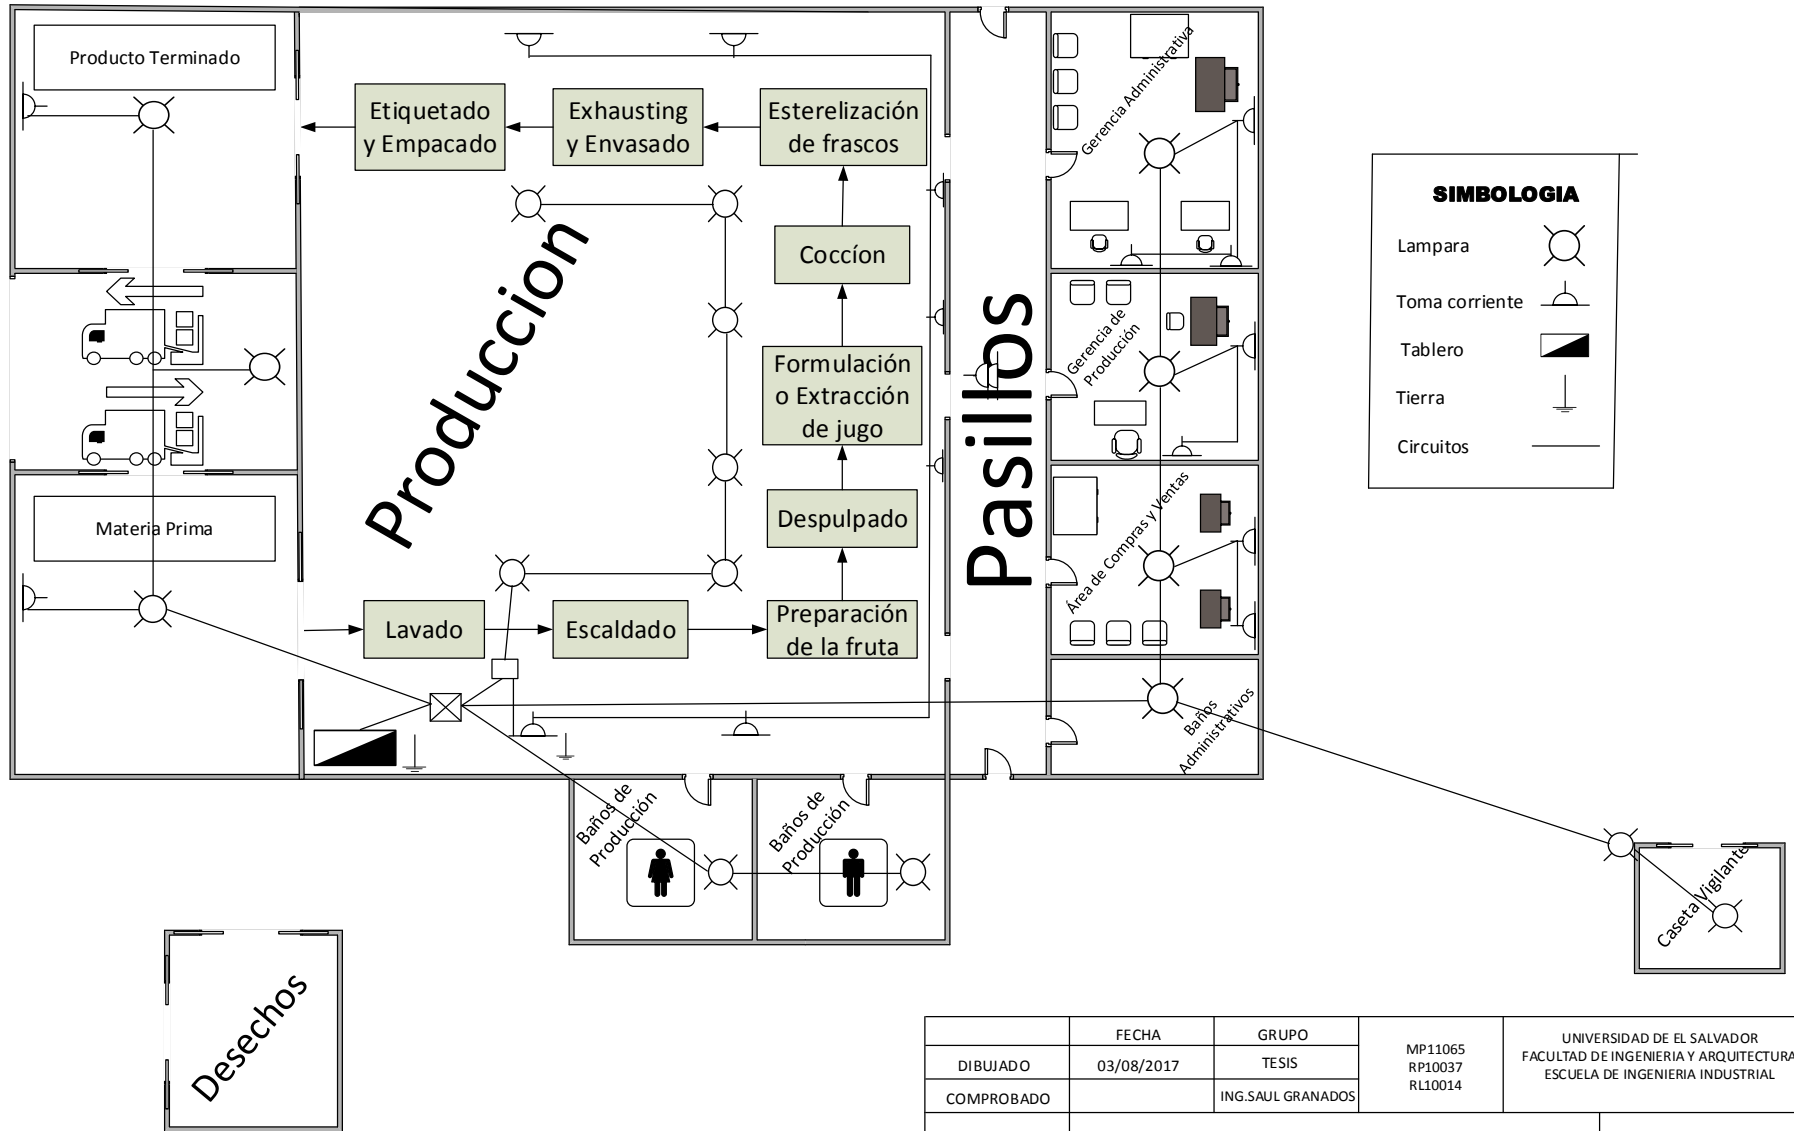 Producto Terminado
Etiquetado
y Empacado
Exhausting
y Envasado
Esterelización
de frascos
Coccíon
Formulación
o Extracción
de jugo
Despulpado
Preparación
de la fruta
Escaldado
Lavado
Materia Prima
Produccion
Pasillos
Gerencia Administrativa
Gerencia de
Producción
Área de Compras y Ventas
Baños
Administrativos
Baños de
Producción
Baños de
Producción
Caseta Vigilante
Desechos
SIMBOLOGIA
Lampara
Toma corriente
Tablero
Tierra
Circuitos
FECHA
GRUPO
DIBUJADO
03/08/2017
TESIS
COMPROBADO
ING.SAUL GRANADOS
MP11065
RP10037
RL10014
UNIVERSIDAD DE EL SALVADOR
FACULTAD DE INGENIERIA Y ARQUITECTURA
ESCUELA DE INGENIERIA INDUSTRIAL